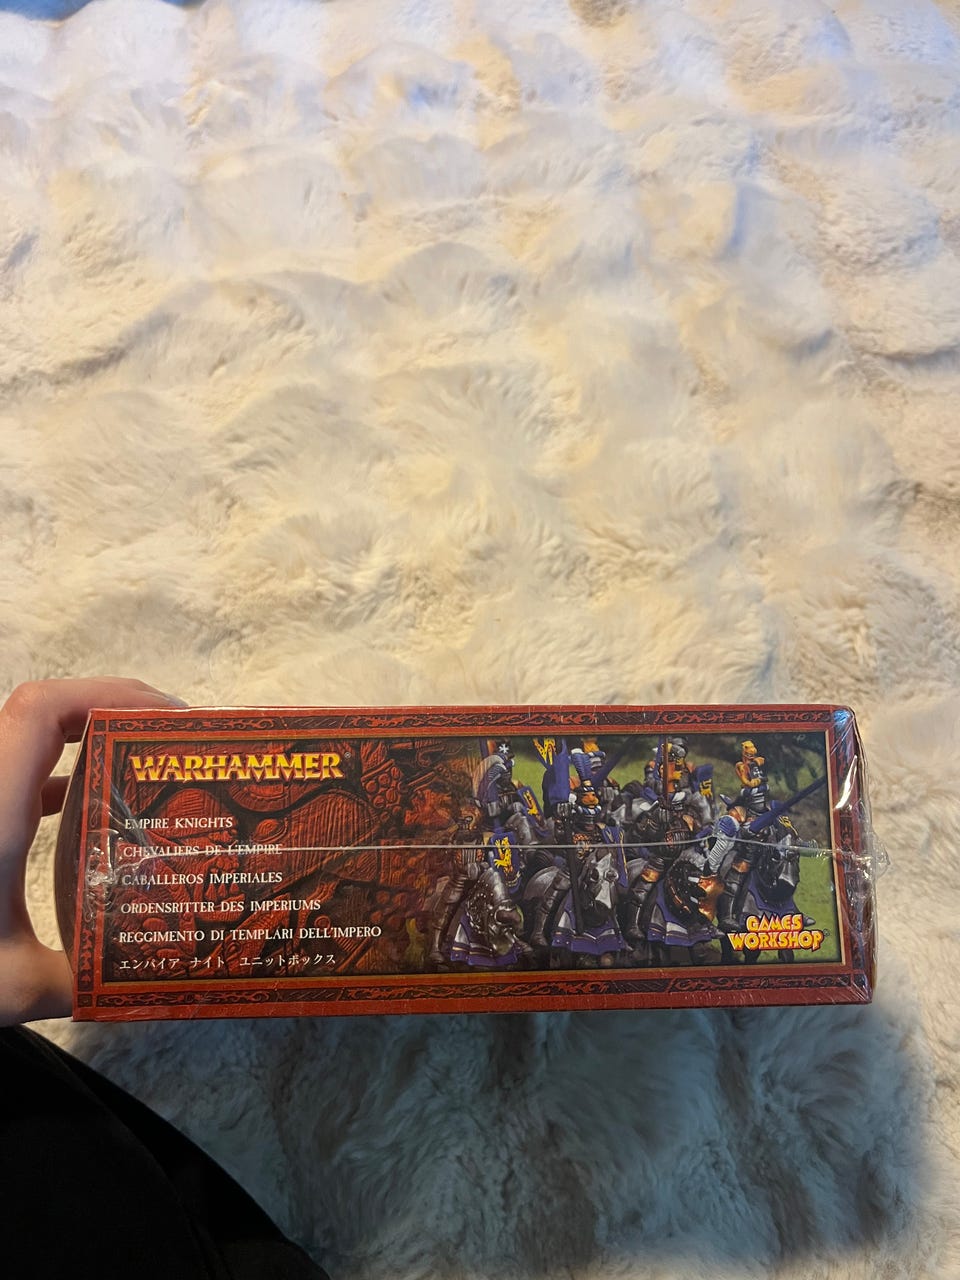 WARHAMMER®
EMPIRE KNIGHTS
CHEVALIERS DE L'EMPIRE
CABALLEROS IMPERIALES
ORDENSRITTER DES IMPERIUMS
REGGIMENTO DI TEMPLARI DELL'IMPERO
エンパイア ナイト ユニットボックス
GAMES
WORKSHOP®